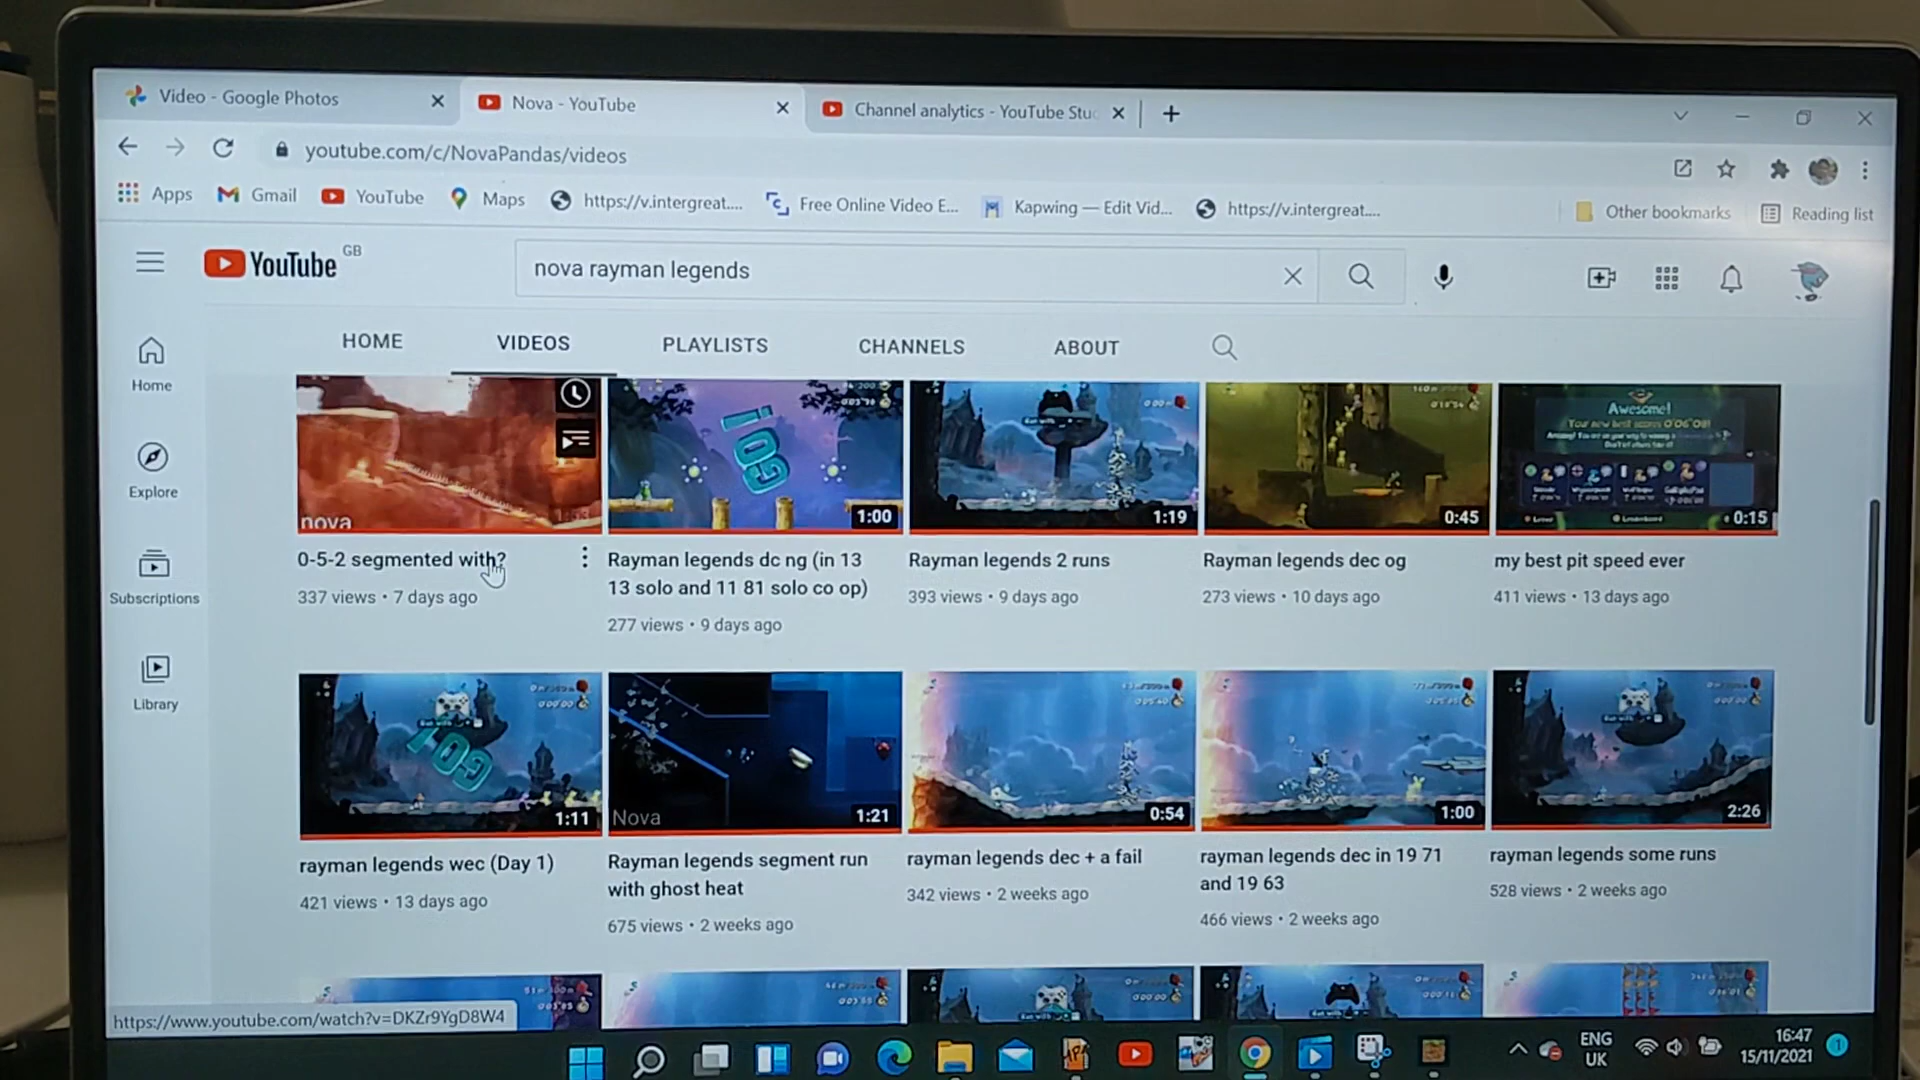 Video - Google Photos
Nova - YouTube
Channel analytics - YouTube Stu
youtube.com/c/NovaPandas/videos
Apps
Gmail
YouTube
Maps
https://v.intergreat....
Free Online Video E...
Kapwing — Edit Vid...
https://v.intergreat....
Other bookmarks
Reading list
YouTube GB
nova rayman legends
HOME
VIDEOS
PLAYLISTS
CHANNELS
ABOUT
Home
Explore
Subscriptions
Library
nova
GO!
1:00
1:19
0:45
Awesome!
0:15
0-5-2 segmented with?
337 views • 7 days ago
Rayman legends dc ng (in 13
13 solo and 11 81 solo co op)
277 views • 9 days ago
Rayman legends 2 runs
393 views • 9 days ago
Rayman legends dec og
273 views • 10 days ago
my best pit speed ever
411 views • 13 days ago
GO!
1:11
Nova
1:21
0:54
1:00
2:26
rayman legends wec (Day 1)
421 views • 13 days ago
Rayman legends segment run
with ghost heat
675 views • 2 weeks ago
rayman legends dec + a fail
342 views • 2 weeks ago
rayman legends dec in 19 71
and 19 63
466 views • 2 weeks ago
rayman legends some runs
528 views • 2 weeks ago
https://www.youtube.com/watch?v=DKZr9YgD8W4
ENG
UK
16:47
15/11/2021
1